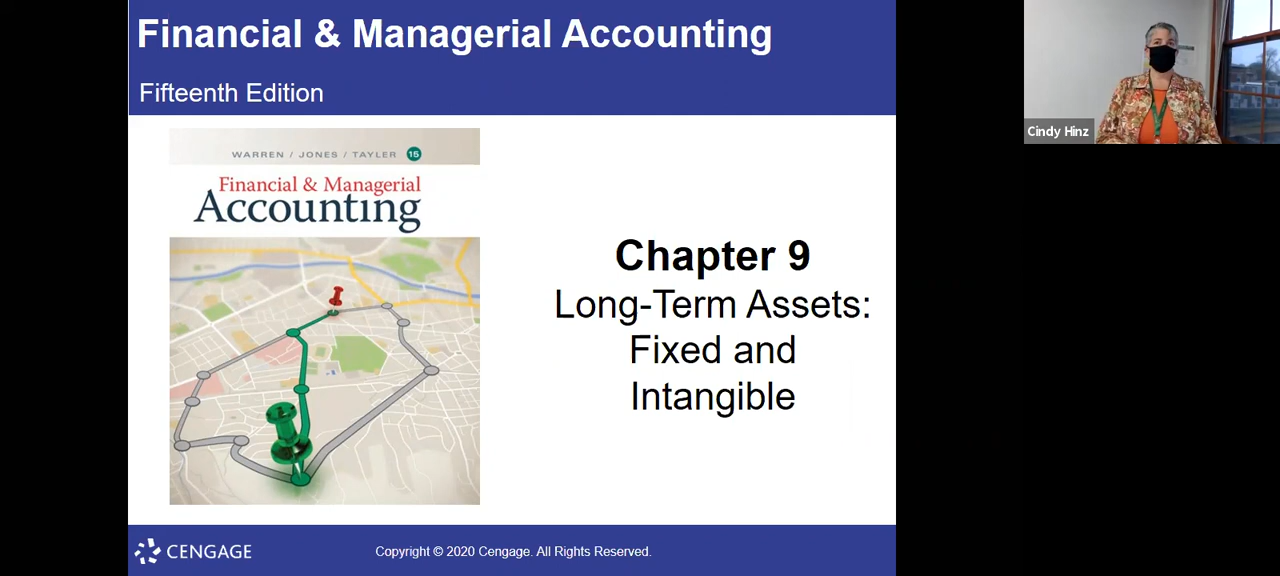 Financial & Managerial Accounting
Fifteenth Edition
WARREN / JONES / TAYLER 15
Financial & Managerial
Accounting
Chapter 9
Long-Term Assets:
Fixed and
Intangible
CENGAGE
Copyright © 2020 Cengage. All Rights Reserved.
Cindy Hinz